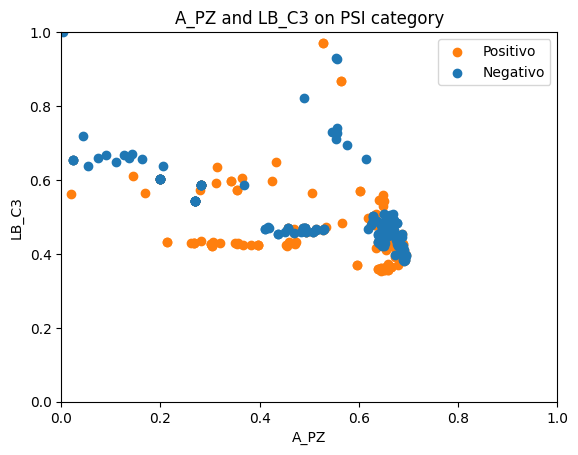 A_PZ and LB_C3 on PSI category
Positivo
Negativo
1.0
0.8
0.6
0.4
0.2
0.0
LB_C3
0.0 0.2 0.4 0.6 0.8 1.0
A_PZ